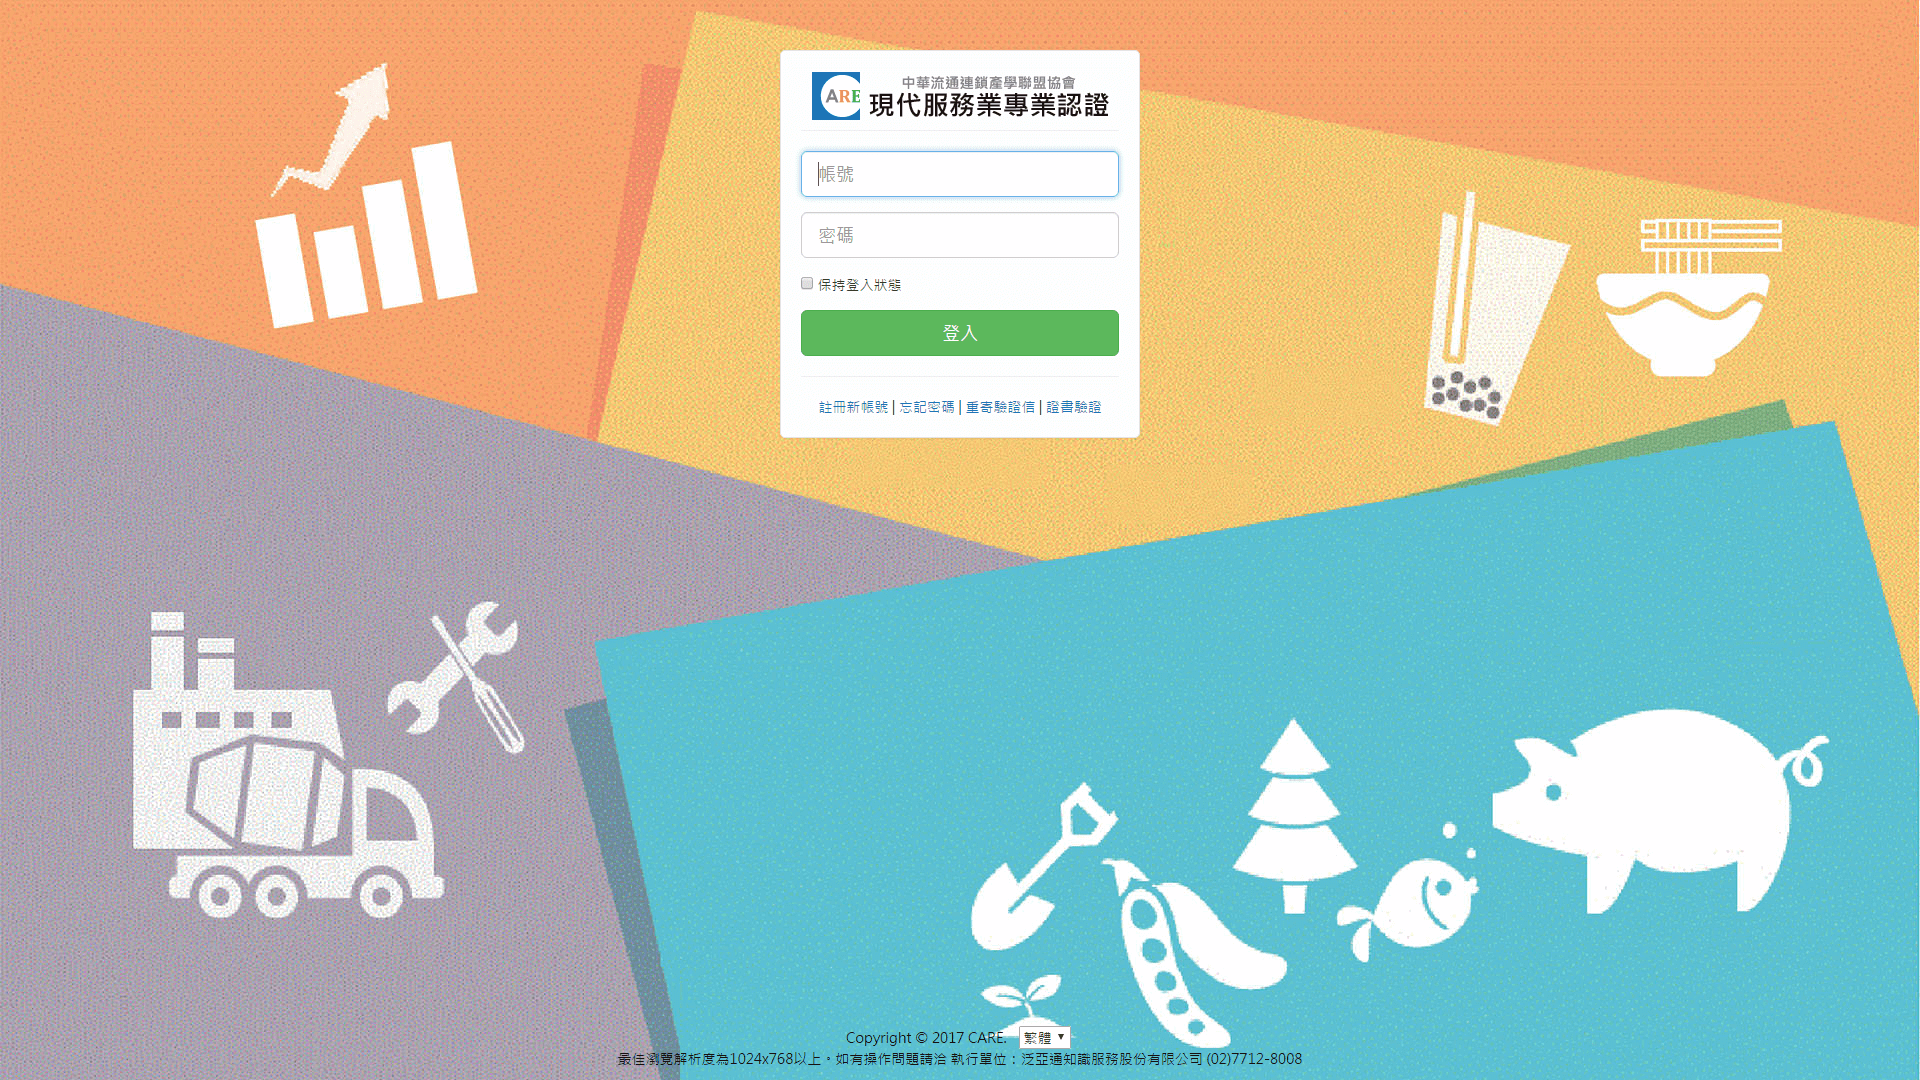 ARE
中華流通連鎖產學聯盟協會
現代服務業專業認證
帳號
密碼
保持登入狀態
登入
註冊新帳號 | 忘記密碼 | 重寄驗證信 | 證書驗證
Copyright © 2017 CARE. 繁體
最佳瀏覽解析度為1024x768以上。如有操作問題請洽 執行單位：泛亞通知識服務股份有限公司 (02)7712-8008